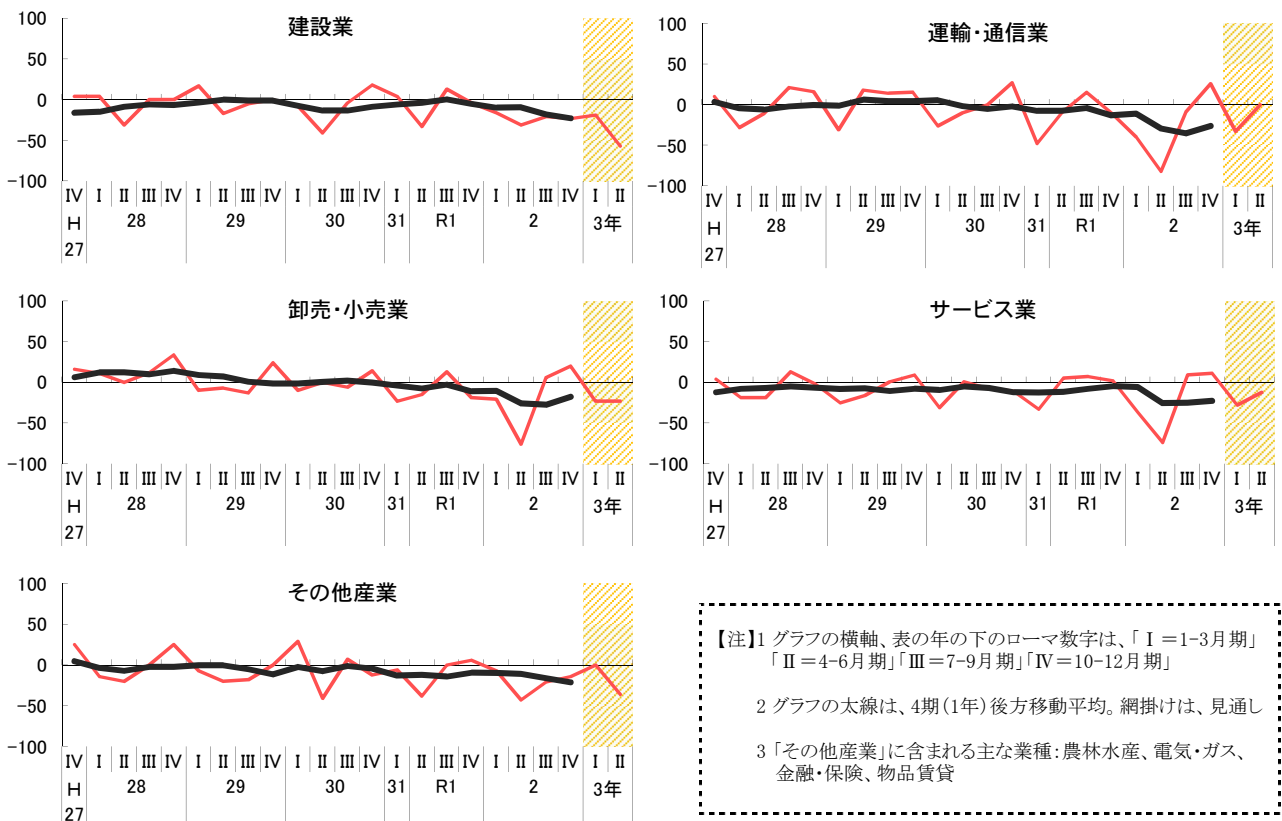 建設業
100
50
0
-50
-100
Ⅳ Ⅰ Ⅱ Ⅲ Ⅳ Ⅰ Ⅱ Ⅲ Ⅳ Ⅰ Ⅱ Ⅲ Ⅳ Ⅰ Ⅱ Ⅲ Ⅳ Ⅰ Ⅱ Ⅲ Ⅳ Ⅰ Ⅱ
H 28 29 30 31 R1 2 3年
27
運輸・通信業
100
50
0
-50
-100
Ⅳ Ⅰ Ⅱ Ⅲ Ⅳ Ⅰ Ⅱ Ⅲ Ⅳ Ⅰ Ⅱ Ⅲ Ⅳ Ⅰ Ⅱ Ⅲ Ⅳ Ⅰ Ⅱ Ⅲ Ⅳ Ⅰ Ⅱ
H 28 29 30 31 R1 2 3年
27
卸売・小売業
100
50
0
-50
-100
Ⅳ Ⅰ Ⅱ Ⅲ Ⅳ Ⅰ Ⅱ Ⅲ Ⅳ Ⅰ Ⅱ Ⅲ Ⅳ Ⅰ Ⅱ Ⅲ Ⅳ Ⅰ Ⅱ Ⅲ Ⅳ Ⅰ Ⅱ
H 28 29 30 31 R1 2 3年
27
サービス業
100
50
0
-50
-100
Ⅳ Ⅰ Ⅱ Ⅲ Ⅳ Ⅰ Ⅱ Ⅲ Ⅳ Ⅰ Ⅱ Ⅲ Ⅳ Ⅰ Ⅱ Ⅲ Ⅳ Ⅰ Ⅱ Ⅲ Ⅳ Ⅰ Ⅱ
H 28 29 30 31 R1 2 3年
27
その他産業
100
50
0
-50
-100
Ⅳ Ⅰ Ⅱ Ⅲ Ⅳ Ⅰ Ⅱ Ⅲ Ⅳ Ⅰ Ⅱ Ⅲ Ⅳ Ⅰ Ⅱ Ⅲ Ⅳ Ⅰ Ⅱ Ⅲ Ⅳ Ⅰ Ⅱ
H 28 29 30 31 R1 2 3年
27
【注】1 グラフの横軸、表の年の下のローマ数字は、「Ⅰ=1-3月期」
「Ⅱ=4-6月期」「Ⅲ=7-9月期」「Ⅳ=10-12月期」
2 グラフの太線は、4期(1年)後方移動平均。網掛けは、見通し
3 「その他産業」に含まれる主な業種:農林水産、電気・ガス、
金融・保険、物品賃貸